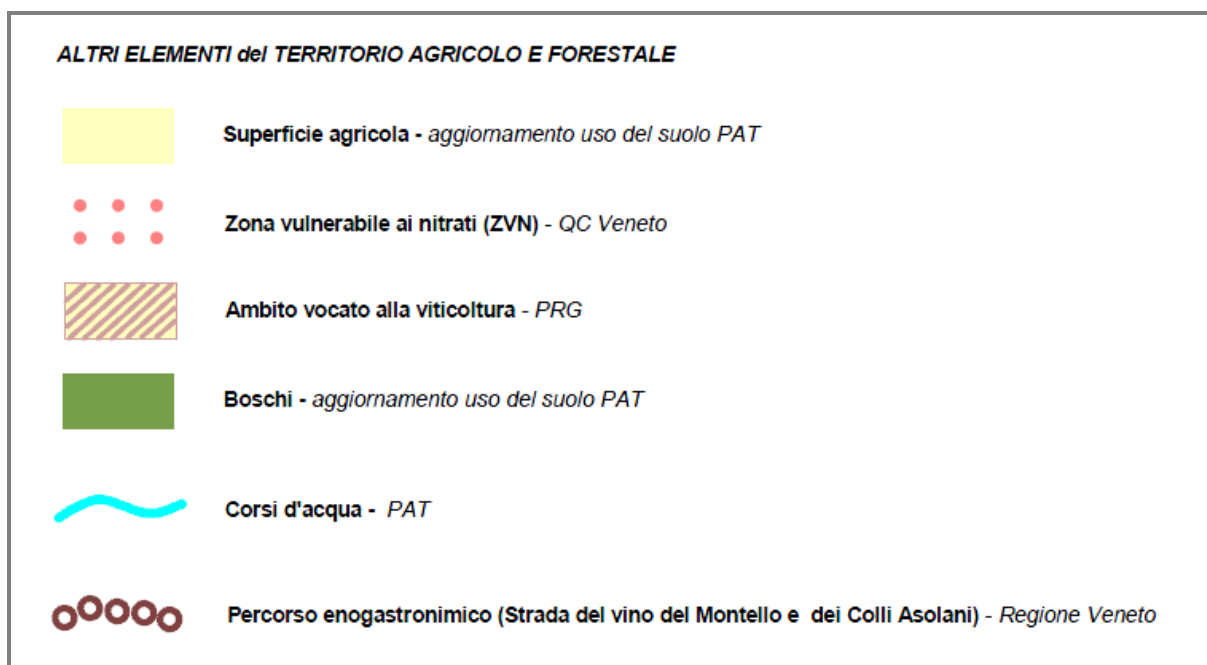 ALTRI ELEMENTI del TERRITORIO AGRICOLO E FORESTALE
Superficie agricola - aggiornamento uso del suolo PAT
Zona vulnerabile ai nitrati (ZVN) - QC Veneto
Ambito vocato alla viticoltura - PRG
Boschi - aggiornamento uso del suolo PAT
Corsi d'acqua - PAT
Percorso enogastronimico (Strada del vino del Montello e dei Colli Asolani) - Regione Veneto